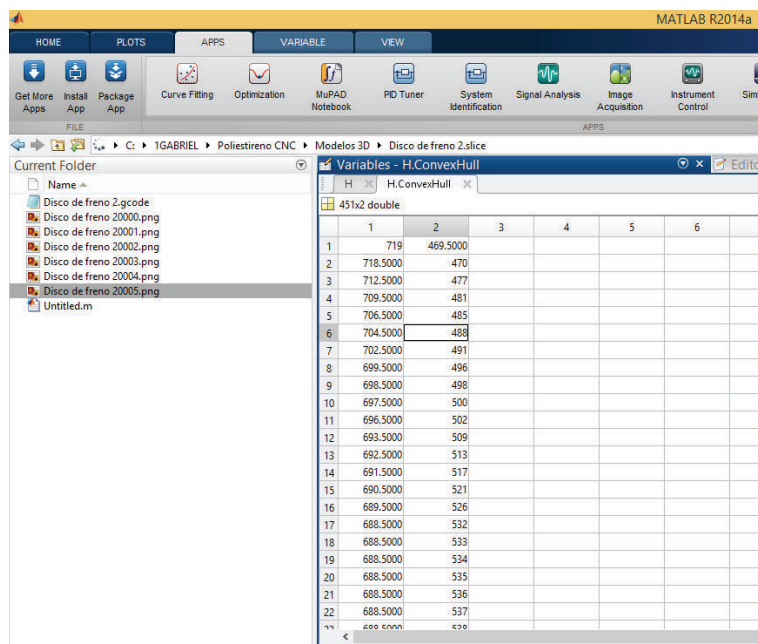 MATLAB R2014a
HOME PLOTS APPS VARIABLE VIEW
Get More Apps
Install App
Package App
Curve Fitting
Optimization
MuPAD Notebook
PID Tuner
System Identification
Signal Analysis
Image Acquisition
Instrument Control
Sim
FILE APPS
C: ▸ 1GABRIEL ▸ Poliestireno CNC ▸ Modelos 3D ▸ Disco de freno 2.slice
Current Folder
Name
Disco de freno 2.gcode
Disco de freno 20000.png
Disco de freno 20001.png
Disco de freno 20002.png
Disco de freno 20003.png
Disco de freno 20004.png
Disco de freno 20005.png
Untitled.m
Variables - H.ConvexHull
Edito
H H.ConvexHull
451x2 double
1 2 3 4 5 6
1 719 469.5000
2 718.5000 470
3 712.5000 477
4 709.5000 481
5 706.5000 485
6 704.5000 488
7 702.5000 491
8 699.5000 496
9 698.5000 498
10 697.5000 500
11 696.5000 502
12 693.5000 509
13 692.5000 513
14 691.5000 517
15 690.5000 521
16 689.5000 526
17 688.5000 532
18 688.5000 533
19 688.5000 534
20 688.5000 535
21 688.5000 536
22 688.5000 537
23 688.5000 538